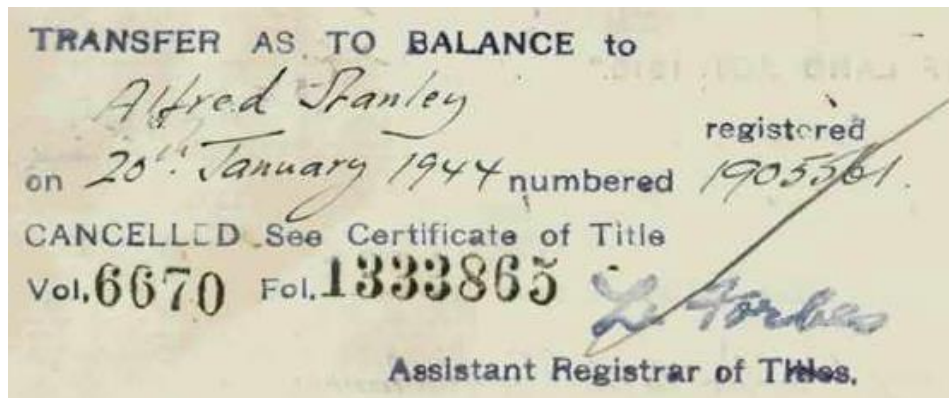 TRANSFER AS TO BALANCE to
Alfred Stanley
registered
on 20th January 1944 numbered 1905561.
CANCELLED See Certificate of Title
Vol. 6670 Fol. 1333865
Forbes
Assistant Registrar of Titles.